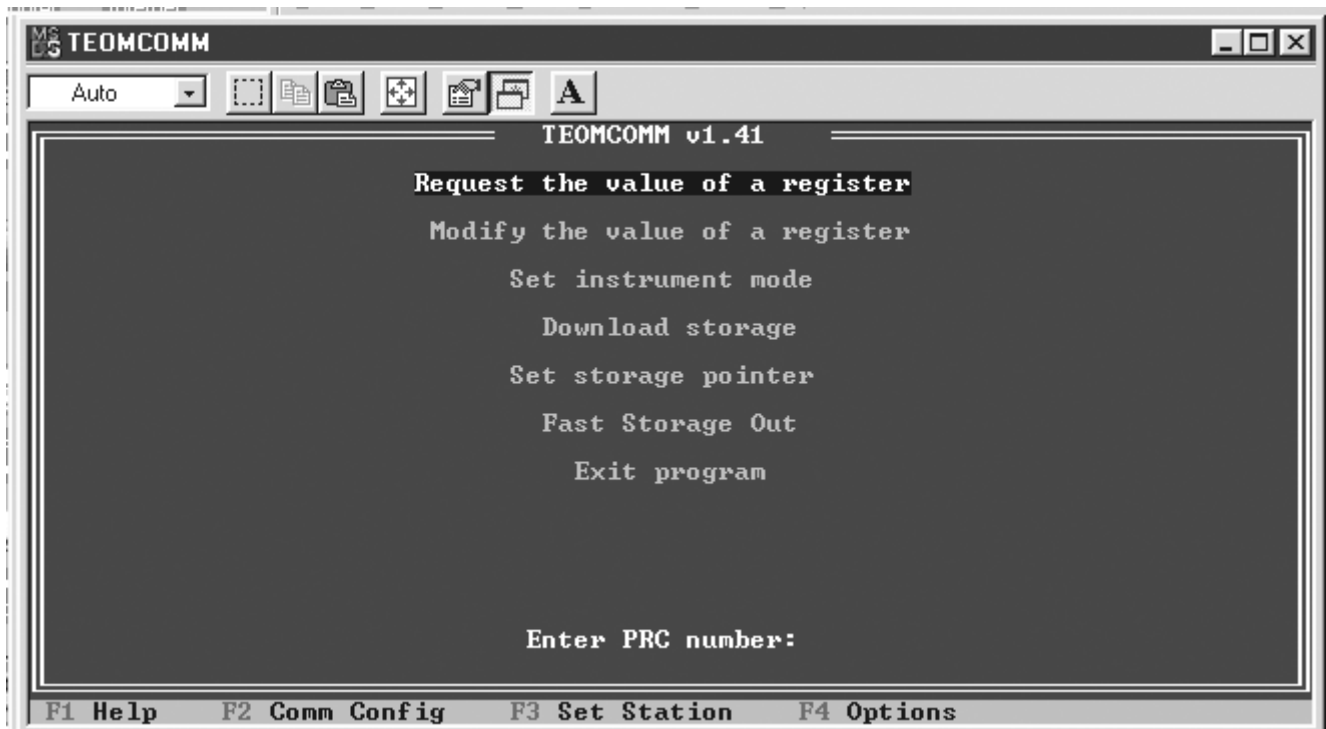 TEOMCOMM
Auto
A
TEOMCOMM v1.41
Request the value of a register
Modify the value of a register
Set instrument mode
Download storage
Set storage pointer
Fast Storage Out
Exit program
Enter PRC number:
F1 Help F2 Comm Config F3 Set Station F4 Options